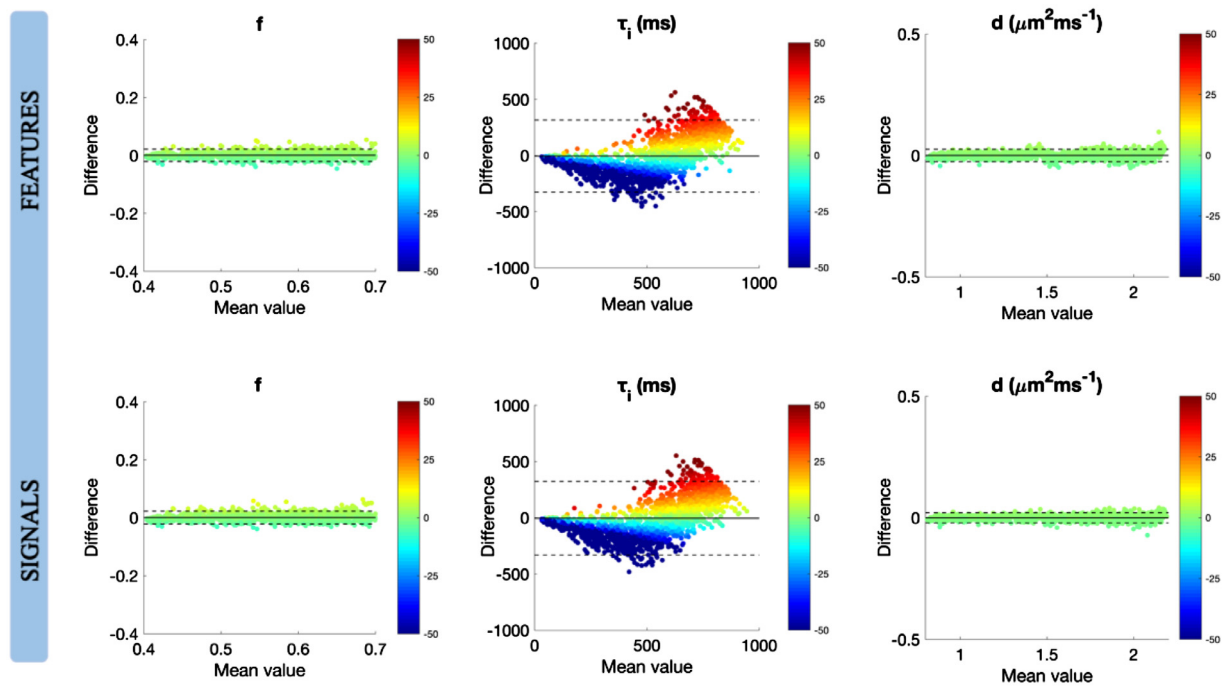 FEATURES
f
0.4
0.2
0
-0.2
-0.4
Difference
0.4 0.5 0.6 0.7
Mean value
50
25
0
-25
-50
τi (ms)
1000
500
0
-500
-1000
Difference
0 500 1000
Mean value
50
25
0
-25
-50
d (μm²ms⁻¹)
0.5
0
-0.5
Difference
1 1.5 2
Mean value
50
25
0
-25
-50
SIGNALS
f
0.4
0.2
0
-0.2
-0.4
Difference
0.4 0.5 0.6 0.7
Mean value
50
25
0
-25
-50
τi (ms)
1000
500
0
-500
-1000
Difference
0 500 1000
Mean value
50
25
0
-25
-50
d (μm²ms⁻¹)
0.5
0
-0.5
Difference
1 1.5 2
Mean value
50
25
0
-25
-50